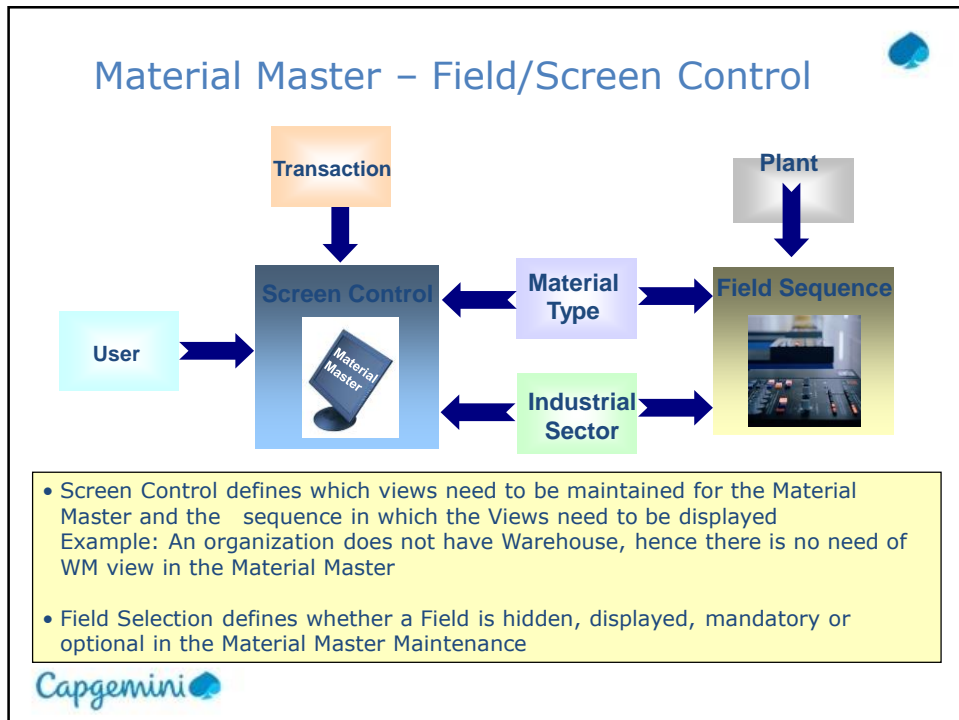 Material Master – Field/Screen Control
Transaction
Plant
Screen Control
Material
Type
Field Sequence
User
Material
Master
Industrial
Sector
• Screen Control defines which views need to be maintained for the Material
Master and the sequence in which the Views need to be displayed
Example: An organization does not have Warehouse, hence there is no need of
WM view in the Material Master
• Field Selection defines whether a Field is hidden, displayed, mandatory or
optional in the Material Master Maintenance
Capgemini